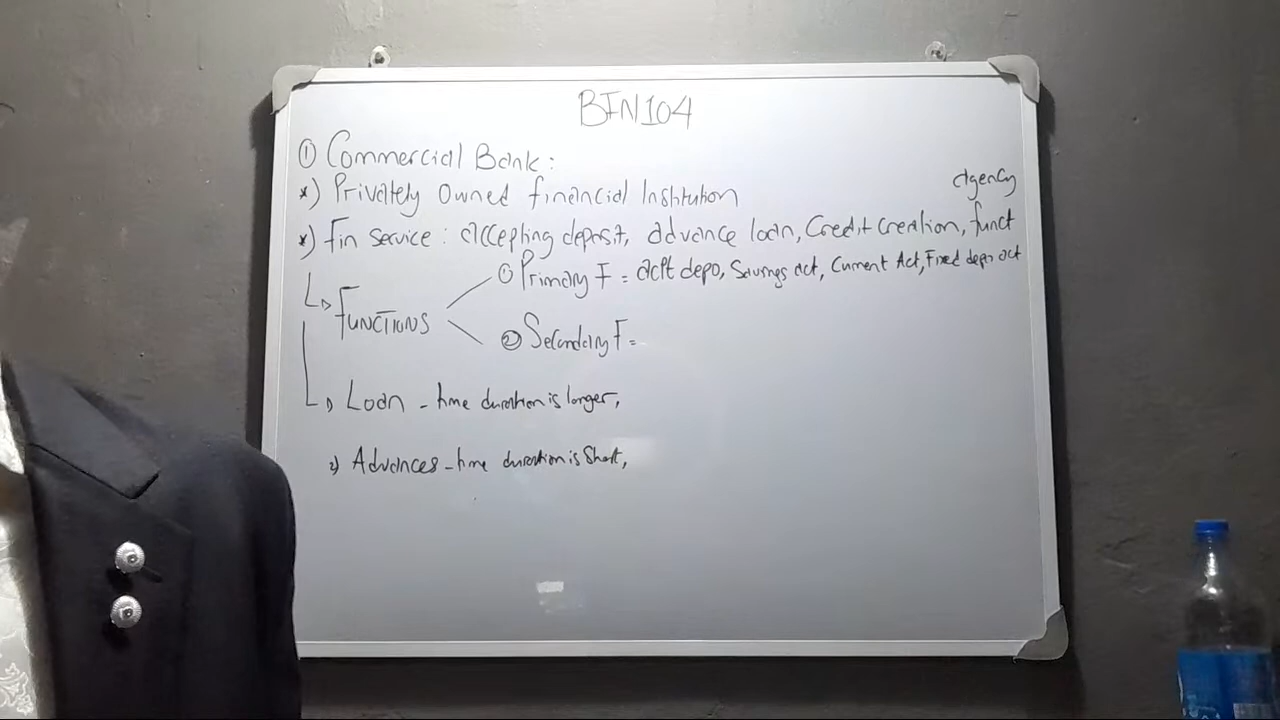 BIN104
① Commercial Bank:
*) Privately Owned financial Institution
Agency
*) Fin service: accepting deposit, advance loan, Credit Creation, funct
① Primary F = acpt depo, Savings act, Current Act, Fixed depo act
FUNCTIONS
② Secondary F =
1) Loan - time duration is longer,
2) Advances - time duration is Short,